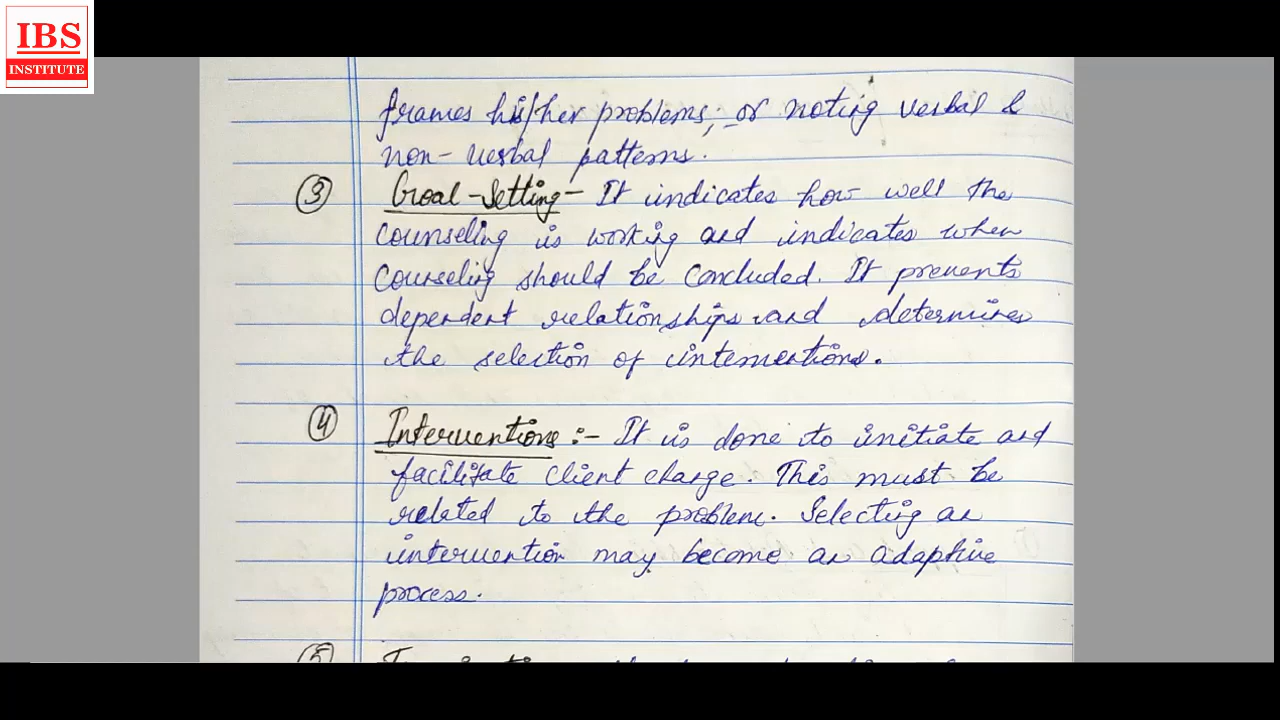 IBS
INSTITUTE
frames his/her problems; or noting verbal &
non-verbal patterns.
③ Goal-Setting - It indicates how well the
counseling is working and indicates when
counseling should be concluded. It prevents
dependent relationships and determines
the selection of interventions.
④ Interventions :- It is done to initiate and
facilitate client change. This must be
related to the problem. Selecting an
intervention may become an adaptive
process.
⑤